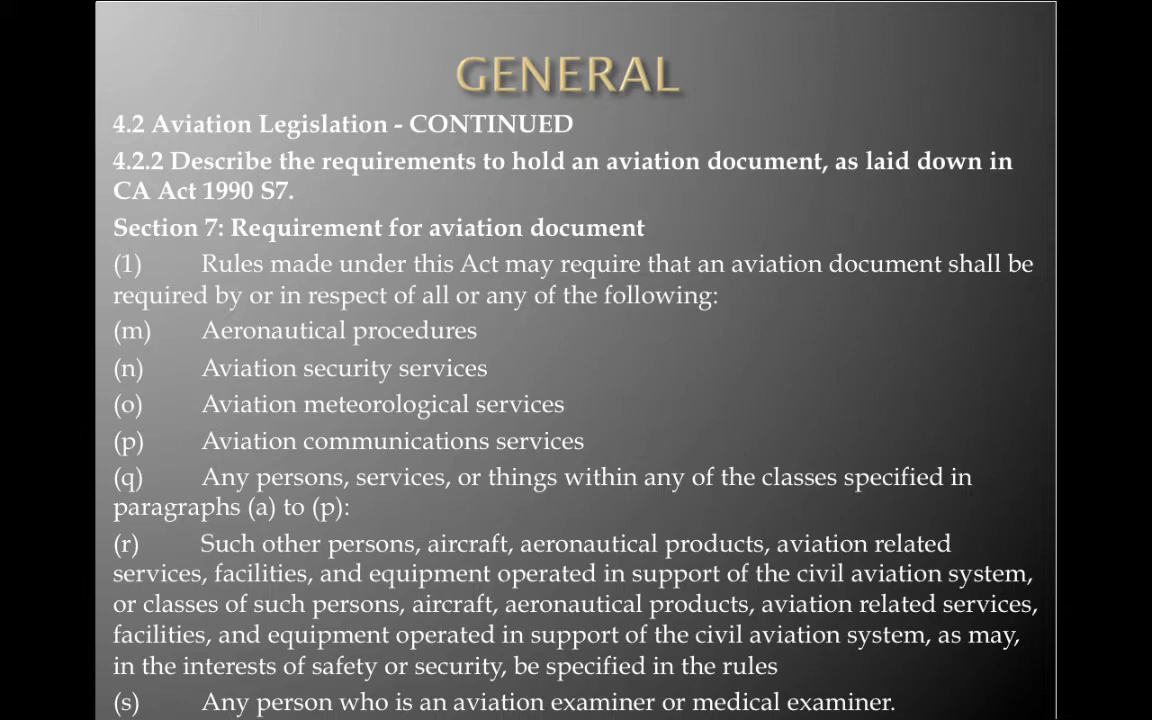 GENERAL
4.2 Aviation Legislation - CONTINUED
4.2.2 Describe the requirements to hold an aviation document, as laid down in
CA Act 1990 S7.
Section 7: Requirement for aviation document
(1) Rules made under this Act may require that an aviation document shall be
required by or in respect of all or any of the following:
(m) Aeronautical procedures
(n) Aviation security services
(o) Aviation meteorological services
(p) Aviation communications services
(q) Any persons, services, or things within any of the classes specified in
paragraphs (a) to (p):
(r) Such other persons, aircraft, aeronautical products, aviation related
services, facilities, and equipment operated in support of the civil aviation system,
or classes of such persons, aircraft, aeronautical products, aviation related services,
facilities, and equipment operated in support of the civil aviation system, as may,
in the interests of safety or security, be specified in the rules
(s) Any person who is an aviation examiner or medical examiner.